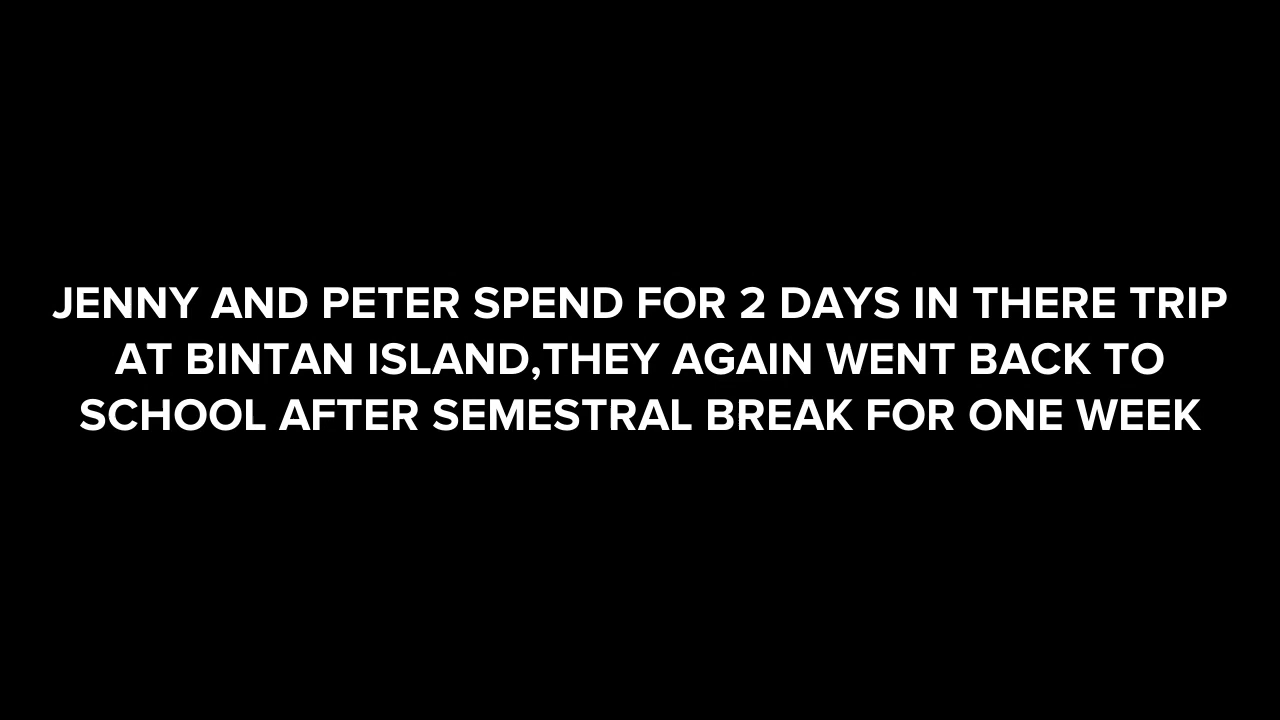 JENNY AND PETER SPEND FOR 2 DAYS IN THERE TRIP
AT BINTAN ISLAND,THEY AGAIN WENT BACK TO
SCHOOL AFTER SEMESTRAL BREAK FOR ONE WEEK